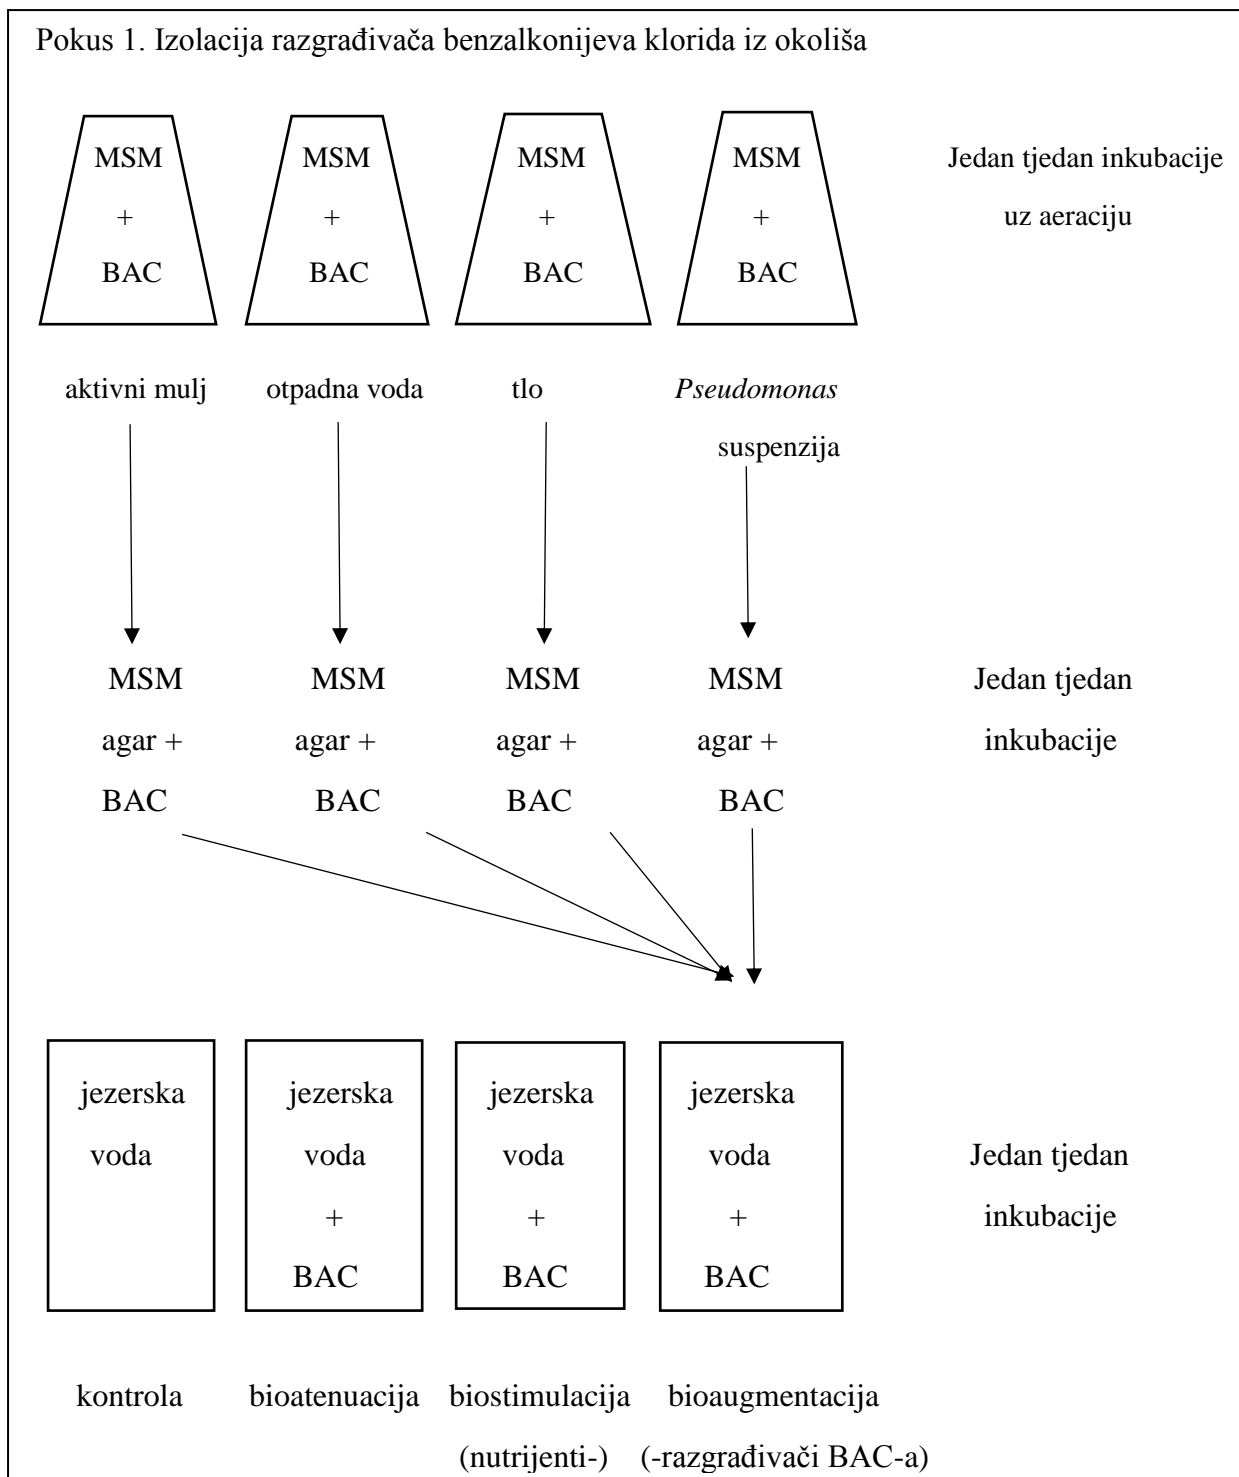 Pokus 1. Izolacija razgrađivača benzalkonijeva klorida iz okoliša
MSM MSM MSM MSM Jedan tjedan inkubacije
+ + + + uz aeraciju
BAC BAC BAC BAC
aktivni mulj otpadna voda tlo Pseudomonas
suspenzija
MSM MSM MSM MSM Jedan tjedan
agar + agar + agar + agar + inkubacije
BAC BAC BAC BAC
jezerska jezerska jezerska jezerska
voda voda voda voda Jedan tjedan
+ + + inkubacije
BAC BAC BAC
kontrola bioatenuacija biostimulacija bioaugmentacija
(nutrijenti-) (-razgrađivači BAC-a)